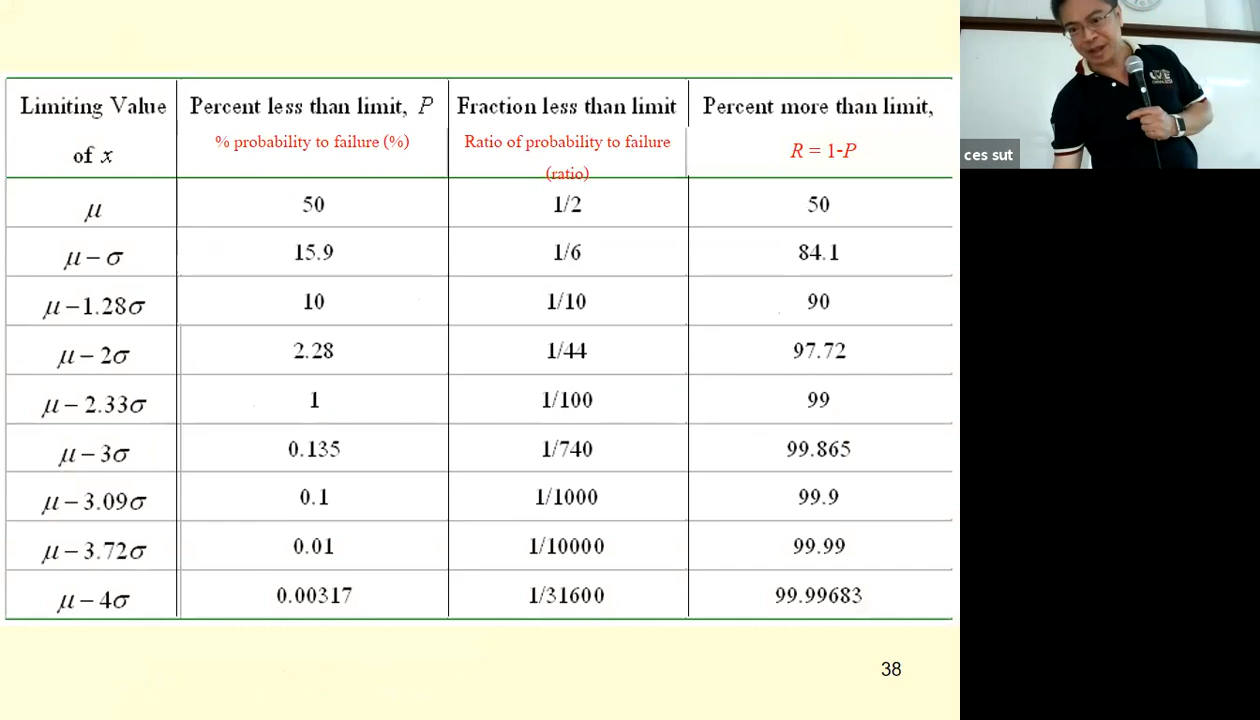 Limiting Value of x
Percent less than limit, P
% probability to failure (%)
Fraction less than limit
Ratio of probability to failure (ratio)
Percent more than limit,
R = 1-P
μ 50 1/2 50
μ − σ 15.9 1/6 84.1
μ − 1.28σ 10 1/10 90
μ − 2σ 2.28 1/44 97.72
μ − 2.33σ 1 1/100 99
μ − 3σ 0.135 1/740 99.865
μ − 3.09σ 0.1 1/1000 99.9
μ − 3.72σ 0.01 1/10000 99.99
μ − 4σ 0.00317 1/31600 99.99683
38
ces sut